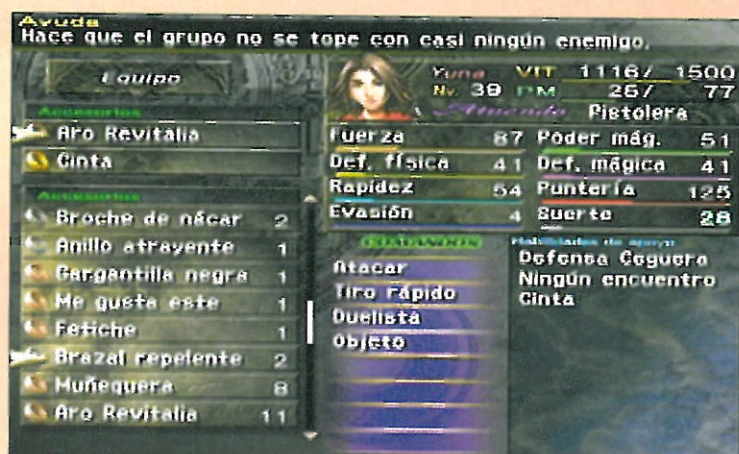 Ayuda
Hace que el grupo no se tope con casi ningún enemigo.
Equipo
Accesorios
Aro Revitalia
Cinta
Accesorios
Broche de nácar 2
Anillo atrayente 1
Gargantilla negra 1
Me gusta este 1
Fetiche 1
Brazal repelente 2
Muñequera 8
Aro Revitalia 11
Yuna VIT 1116/ 1500
Nv. 39 PM 25/ 77
Atuendo Pistolera
Fuerza 87 Poder mág. 51
Def. física 41 Def. mágica 41
Rapidez 54 Puntería 125
Evasión 4 Suerte 28
COMANDOS
Atacar
Tiro rápido
Duelista
Objeto
Habilidades de apoyo
Defensa Ceguera
Ningún encuentro
Cinta